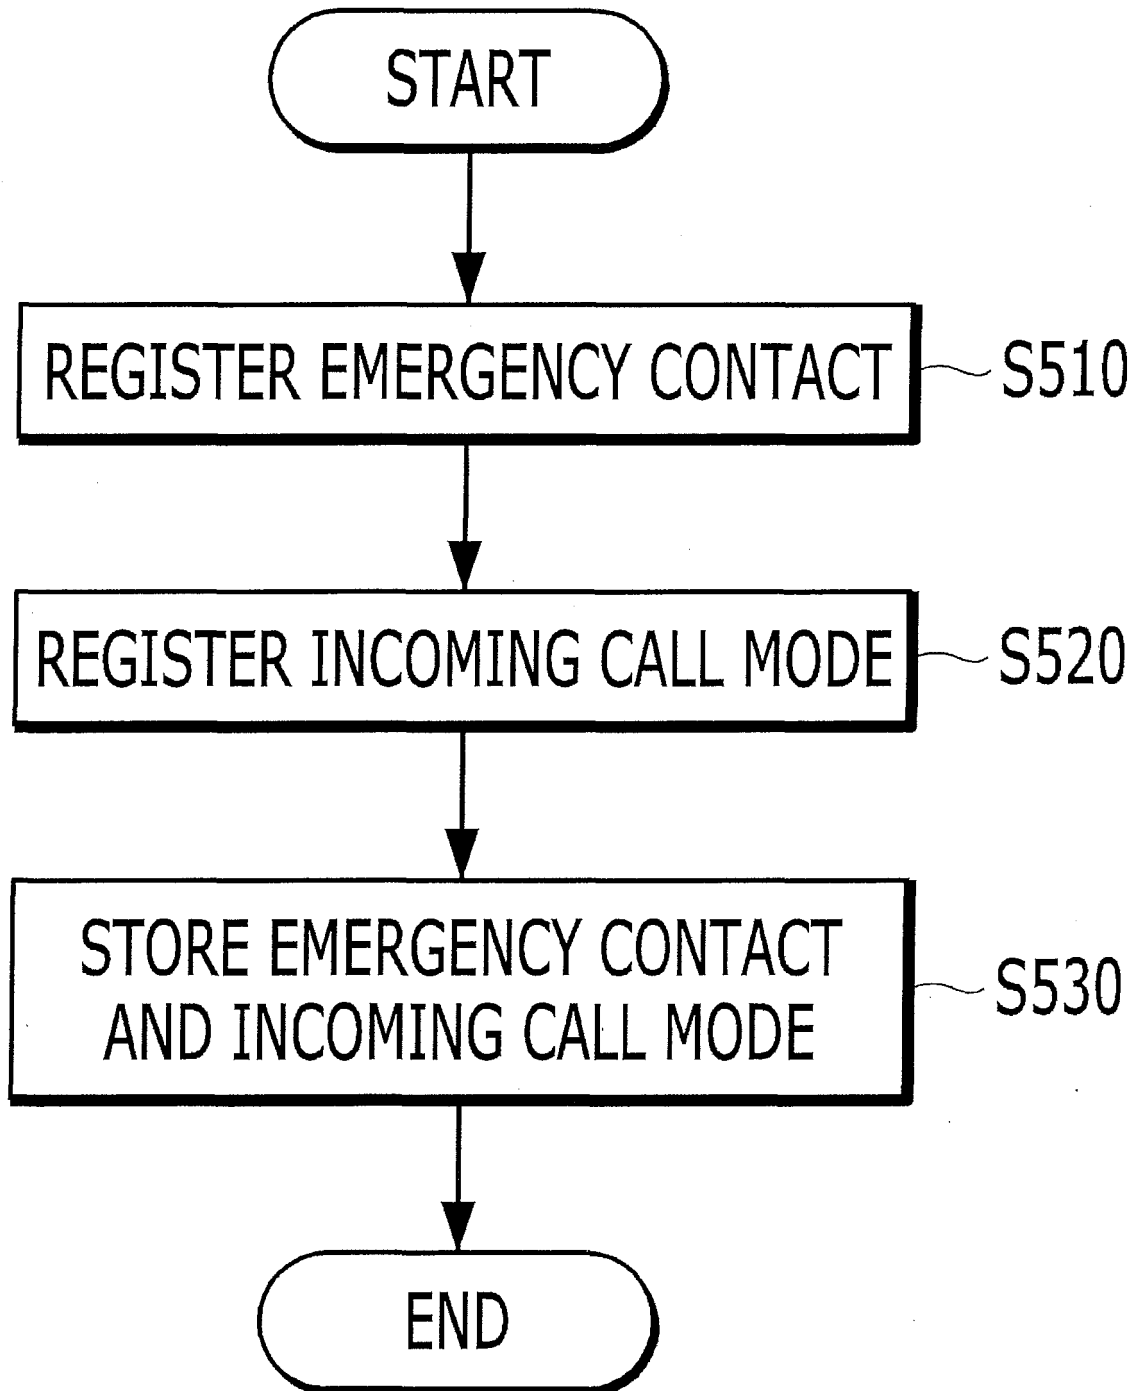 START
REGISTER EMERGENCY CONTACT
S510
REGISTER INCOMING CALL MODE
S520
STORE EMERGENCY CONTACT
AND INCOMING CALL MODE
S530
END